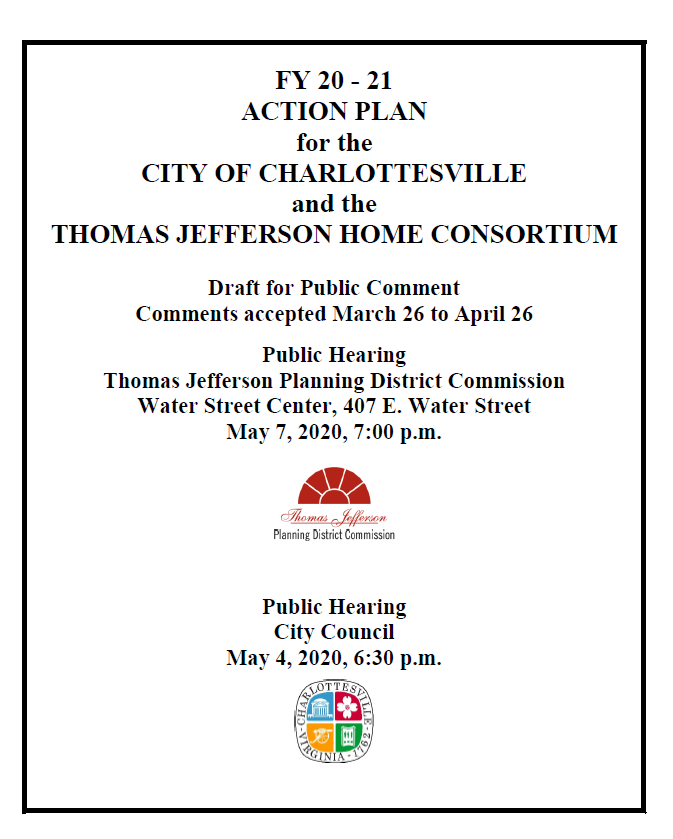 FY 20 - 21
ACTION PLAN
for the
CITY OF CHARLOTTESVILLE
and the
THOMAS JEFFERSON HOME CONSORTIUM
Draft for Public Comment
Comments accepted March 26 to April 26
Public Hearing
Thomas Jefferson Planning District Commission
Water Street Center, 407 E. Water Street
May 7, 2020, 7:00 p.m.
Thomas Jefferson
Planning District Commission
Public Hearing
City Council
May 4, 2020, 6:30 p.m.
CHARLOTTESVILLE
VIRGINIA - 1762